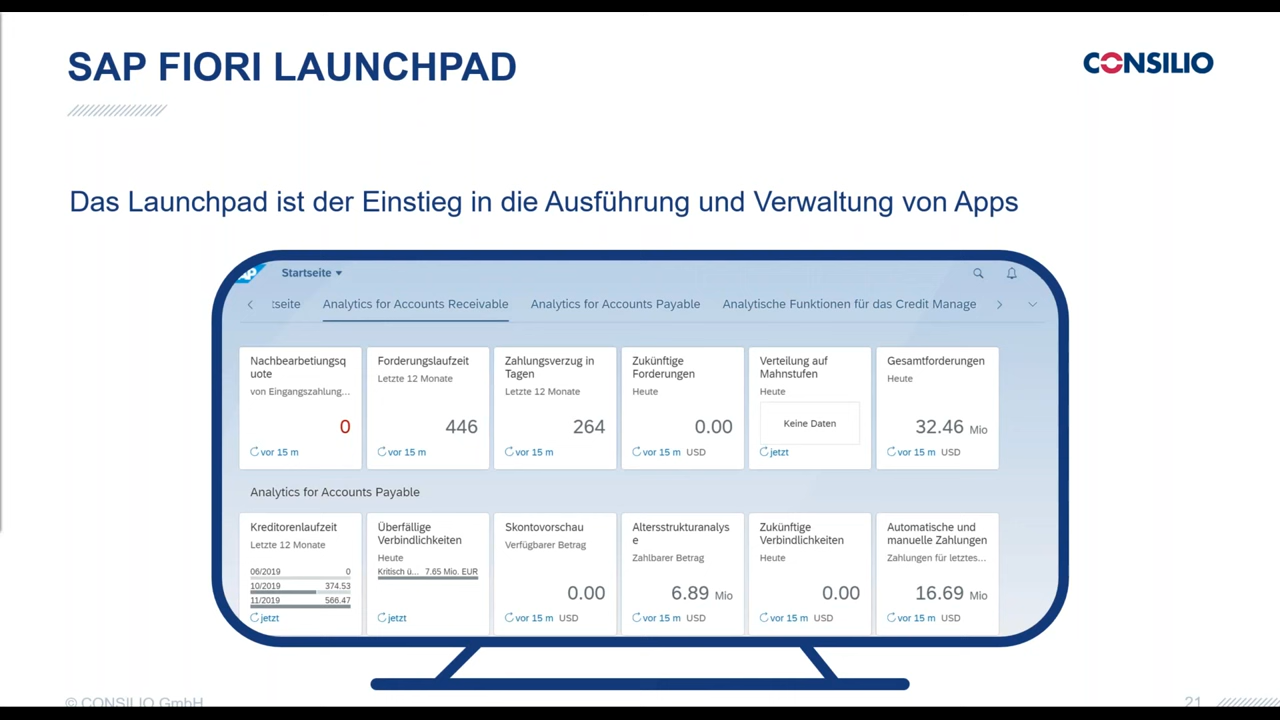 SAP FIORI LAUNCHPAD
CONSILIO
Das Launchpad ist der Einstieg in die Ausführung und Verwaltung von Apps
Startseite
tseite
Analytics for Accounts Receivable
Analytics for Accounts Payable
Analytische Funktionen für das Credit Manage
Nachbearbetiungsq
uote
von Eingangszahlung...
0
vor 15 m
Forderungslaufzeit
Letzte 12 Monate
446
vor 15 m
Zahlungsverzug in
Tagen
Letzte 12 Monate
264
vor 15 m
Zukünftige
Forderungen
Heute
0.00
vor 15 m USD
Verteilung auf
Mahnstufen
Heute
Keine Daten
jetzt
Gesamtforderungen
Heute
32.46 Mio
vor 15 m USD
Analytics for Accounts Payable
Kreditorenlaufzeit
Letzte 12 Monate
06/2019 0
10/2019 374.53
11/2019 566.47
jetzt
Überfällige
Verbindlichkeiten
Heute
Kritisch ü... 7.65 Mio. EUR
jetzt
Skontovorschau
Verfügbarer Betrag
0.00
vor 15 m USD
Altersstrukturanalys
e
Zahlbarer Betrag
6.89 Mio
vor 15 m USD
Zukünftige
Verbindlichkeiten
Heute
0.00
vor 15 m USD
Automatische und
manuelle Zahlungen
Zahlungen für letztes...
16.69 Mio
vor 15 m USD
© CONSILIO GmbH
21